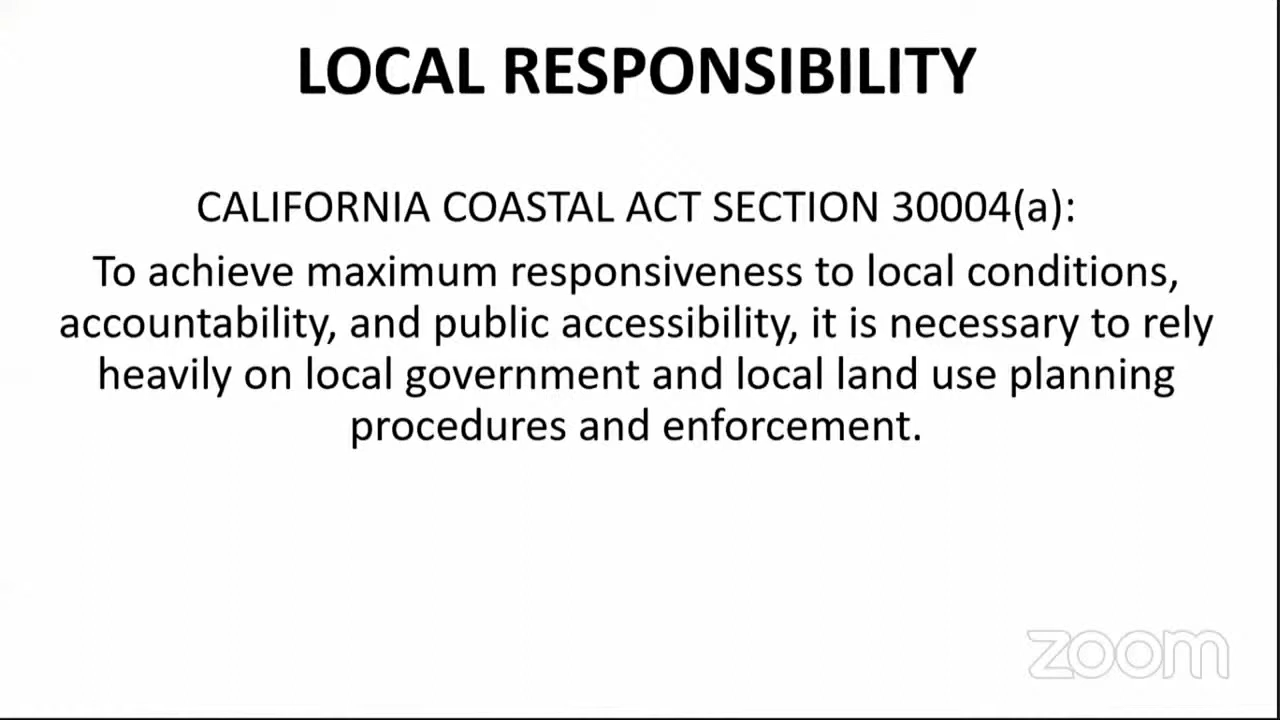 LOCAL RESPONSIBILITY
CALIFORNIA COASTAL ACT SECTION 30004(a):
To achieve maximum responsiveness to local conditions,
accountability, and public accessibility, it is necessary to rely
heavily on local government and local land use planning
procedures and enforcement.
zoom